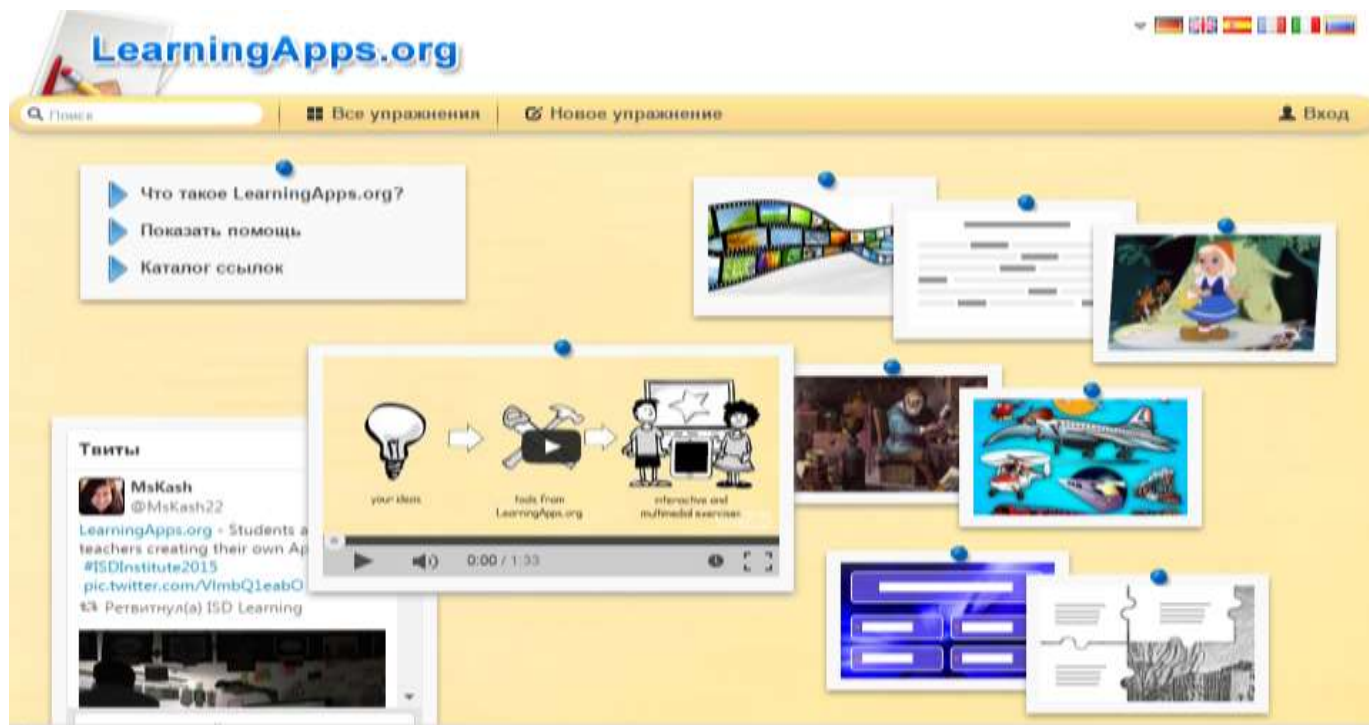 LearningApps.org
Поиск
Все упражнения
Новое упражнение
Вход
Что такое LearningApps.org?
Показать помощь
Каталог ссылок
your ideas
tools from
LearningApps.org
interactive and
multimedial exercises
0:00 / 1:33
Твиты
MsKash
@MsKash22
LearningApps.org - Students a
teachers creating their own Ap
#ISDInstitute2015
pic.twitter.com/VlmbQ1eabO
Ретвитнул(а) ISD Learning